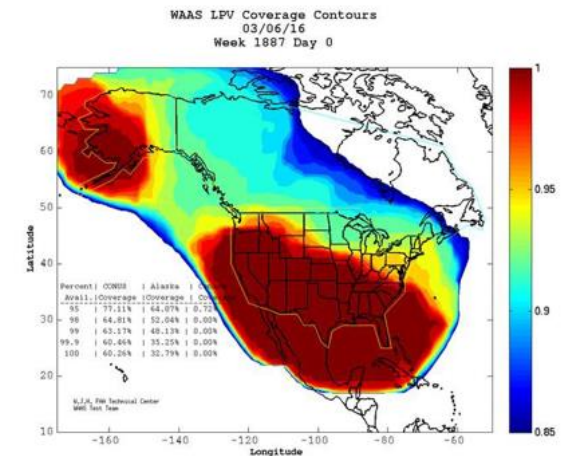 WAAS LPV Coverage Contours
03/06/16
Week 1887 Day 0
1
70
60
0.95
50
Latitude
40
Percent| CONUS | Alaska |
Avail.|Coverage |Coverage |
95 | 77.11% | 64.07% | 0.72
30
98 | 64.81% | 52.04% | 0.00%
0.9
99 | 63.17% | 48.13% | 0.00%
99.9 | 60.46% | 35.25% | 0.00%
100 | 60.26% | 32.79% | 0.00%
20
W.J.H. FAA Technical Center
WAAS Test Team
10
0.85
-160 -140 -120 -100 -80 -60
Longitude